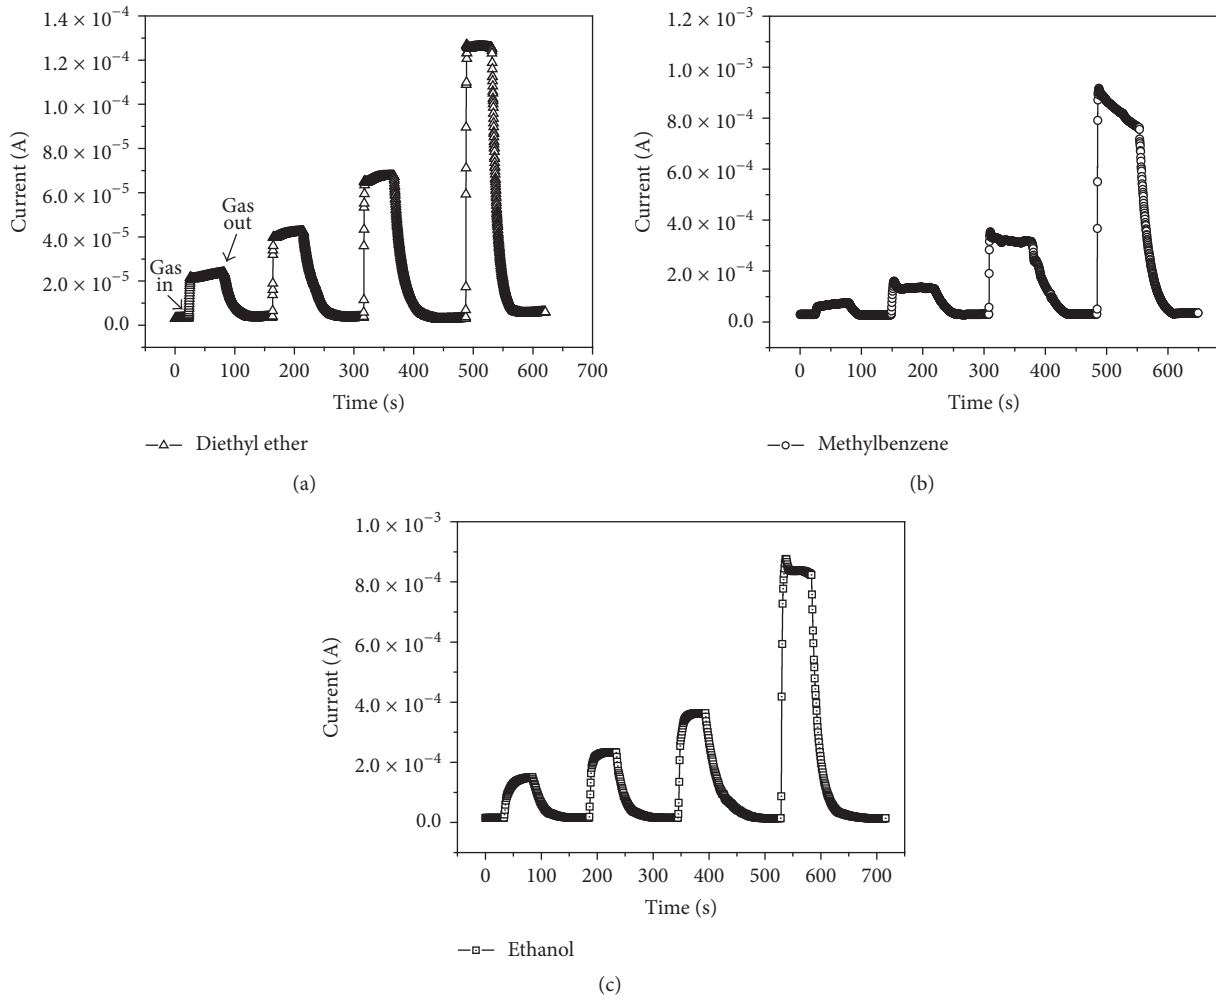 1.4 × 10⁻⁴
1.2 × 10⁻⁴
1.0 × 10⁻⁴
8.0 × 10⁻⁵
6.0 × 10⁻⁵
4.0 × 10⁻⁵
2.0 × 10⁻⁵
0.0
Current (A)
Gas
in
Gas
out
0 100 200 300 400 500 600 700
Time (s)
Diethyl ether
(a)
1.2 × 10⁻³
1.0 × 10⁻³
8.0 × 10⁻⁴
6.0 × 10⁻⁴
4.0 × 10⁻⁴
2.0 × 10⁻⁴
0.0
Current (A)
0 100 200 300 400 500 600
Time (s)
Methylbenzene
(b)
1.0 × 10⁻³
8.0 × 10⁻⁴
6.0 × 10⁻⁴
4.0 × 10⁻⁴
2.0 × 10⁻⁴
0.0
Current (A)
0 100 200 300 400 500 600 700
Time (s)
Ethanol
(c)